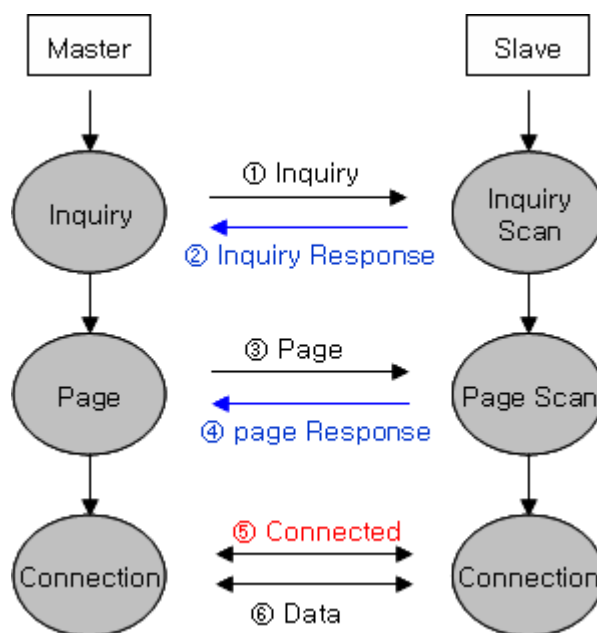 Master
Slave
① Inquiry
Inquiry
Inquiry
Scan
② Inquiry Response
③ Page
Page
Page Scan
④ page Response
⑤ Connected
Connection
Connection
⑥ Data